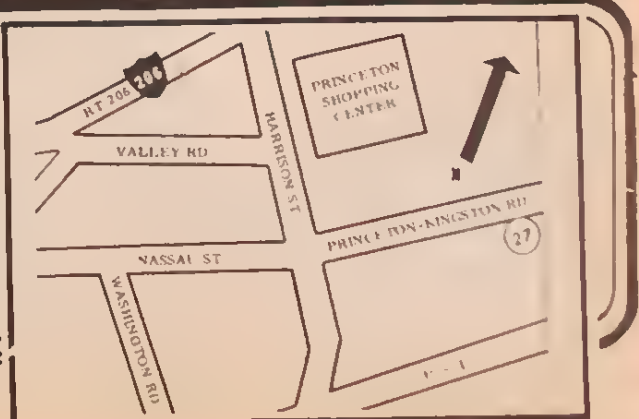 RT 206
206
PRINCETON
SHOPPING
CENTER
HARRISON ST
VALLEY RD
N
PRINCETON-KINGSTON RD
27
NASSAU ST
WASHINGTON RD